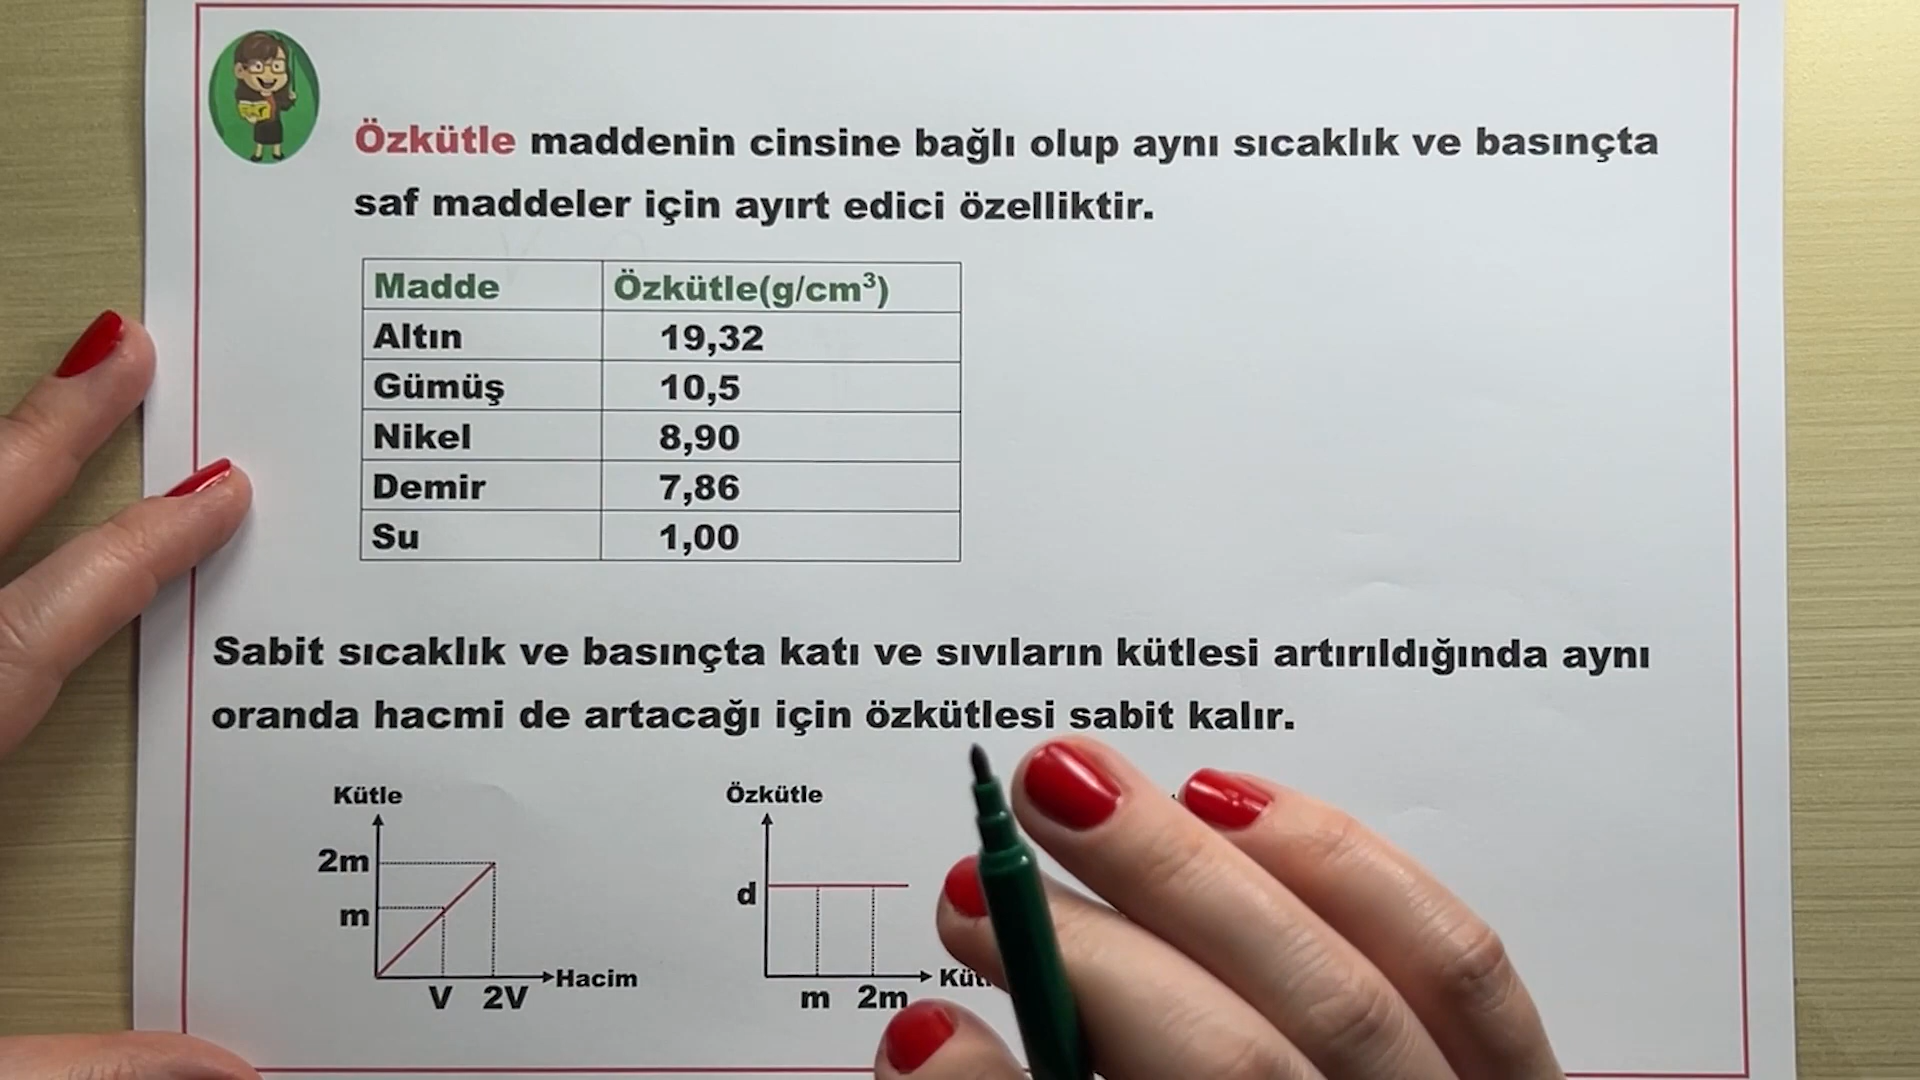 Özkütle maddenin cinsine bağlı olup aynı sıcaklık ve basınçta
saf maddeler için ayırt edici özelliktir.
Madde Özkütle(g/cm³)
Altın 19,32
Gümüş 10,5
Nikel 8,90
Demir 7,86
Su 1,00
Sabit sıcaklık ve basınçta katı ve sıvıların kütlesi artırıldığında aynı
oranda hacmi de artacağı için özkütlesi sabit kalır.
Kütle
2m
m
V 2V
Hacim
Özkütle
d
m 2m